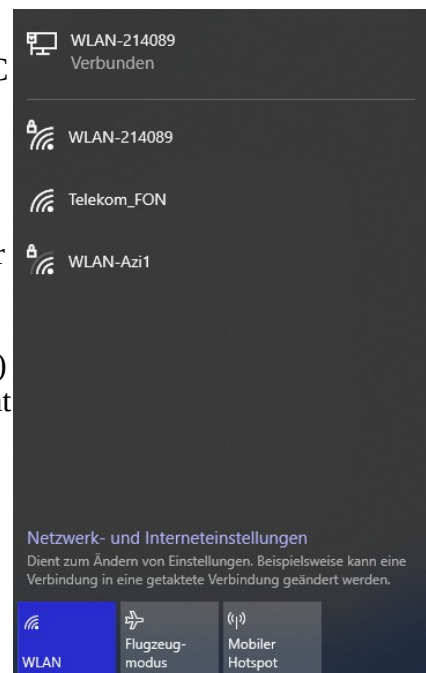 WLAN-214089
Verbunden
WLAN-214089
Telekom_FON
WLAN-Azi1
Netzwerk- und Interneteinstellungen
Dient zum Ändern von Einstellungen. Beispielsweise kann eine
Verbindung in eine getaktete Verbindung geändert werden.
WLAN
Flugzeug-
modus
Mobiler
Hotspot